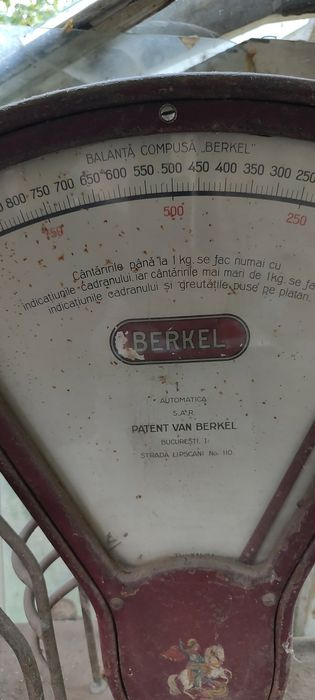 BALANȚĂ COMPUSĂ „BERKEL"
800 750 700 650 600 550 500 450 400 350 300 250
750 500 250
Cântăririle până la 1 kg. se fac numai cu
indicațiunile cadranului, iar cântăririle mai mari de 1 kg. se fa
indicațiunile cadranului și greutățile puse pe platan.
BERKEL
AUTOMATICA
S.A.R.
PATENT VAN BERKEL
BUCUREȘTI. I.
STRADA LIPSCANI No. 110.